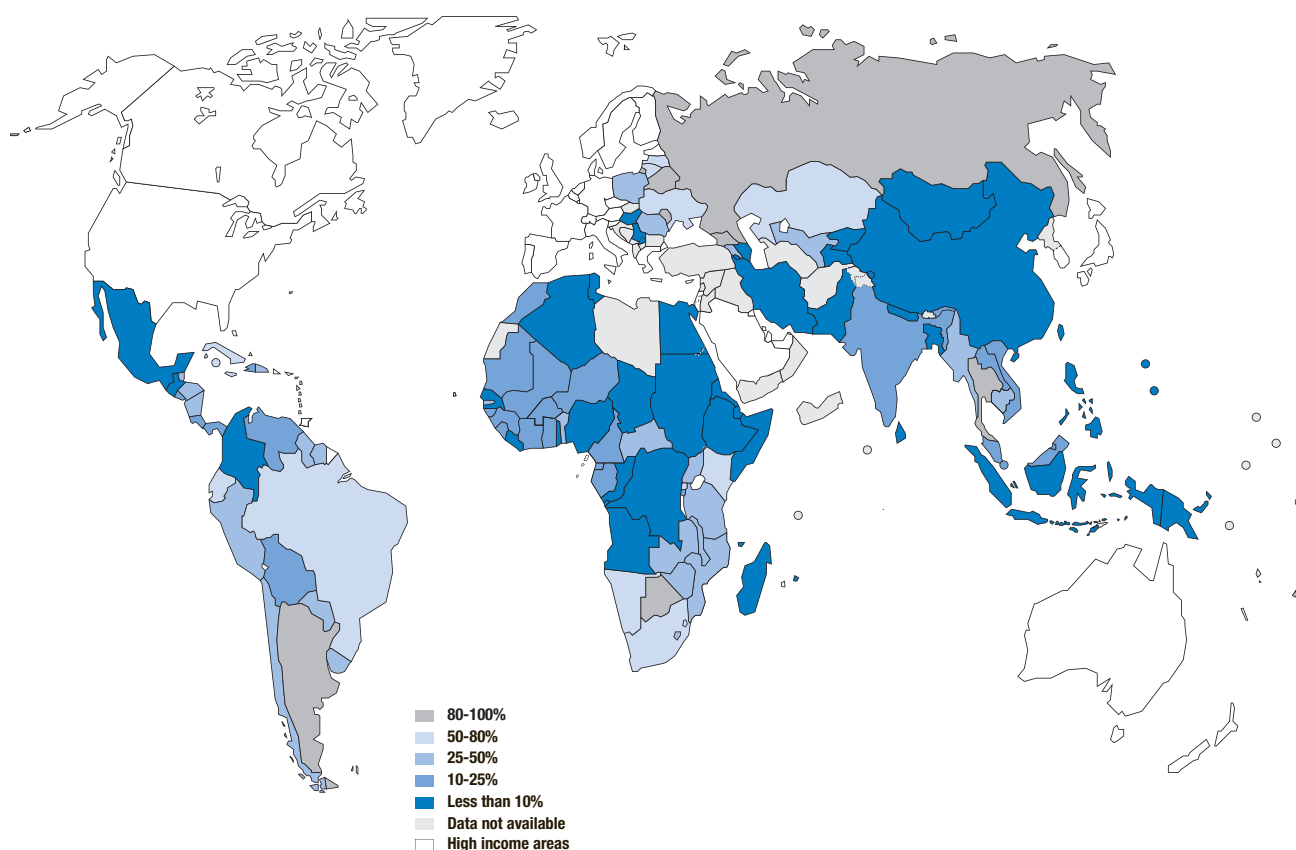 80-100%
50-80%
25-50%
10-25%
Less than 10%
Data not available
High income areas